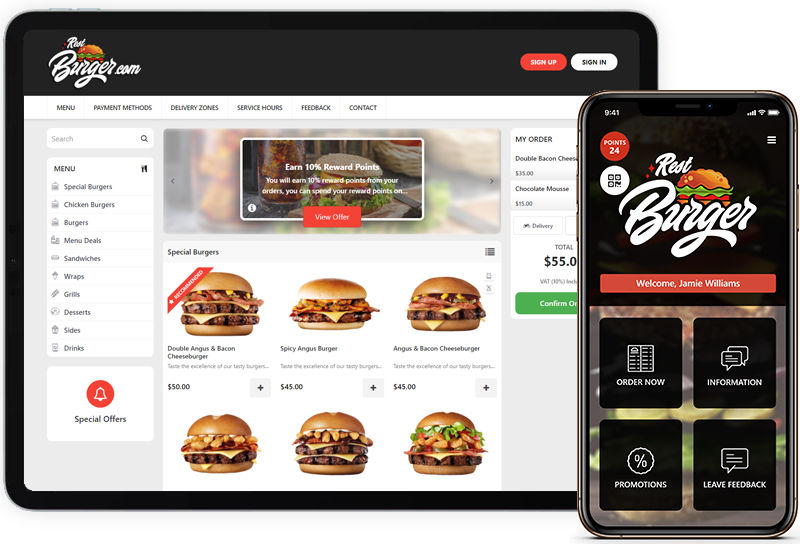 Rest
Burger.com
SIGN UP
SIGN IN
MENU
PAYMENT METHODS
DELIVERY ZONES
SERVICE HOURS
FEEDBACK
CONTACT
Search
MENU
Special Burgers
Chicken Burgers
Burgers
Menu Deals
Sandwiches
Wraps
Grills
Desserts
Sides
Drinks
Special Offers
Earn 10% Reward Points
You will earn 10% reward points from your
orders, you can spend your reward points on...
View Offer
Special Burgers
RECOMMENDED
Double Angus & Bacon
Cheeseburger
Taste the excellence of our tasty burgers...
$50.00
+
Spicy Angus Burger
Taste the excellence of our tasty burgers...
$45.00
+
Angus & Bacon Cheeseburger
Taste the excellence of our tasty burgers...
$45.00
+
MY ORDER
Double Bacon Cheese
$35.00
Chocolate Mousse
$15.00
Delivery
TOTAL
$55.0
VAT (10%) Inclu
Confirm Or
9:41
POINTS
24
Rest
Burger
Welcome, Jamie Williams
ORDER NOW
INFORMATION
PROMOTIONS
LEAVE FEEDBACK